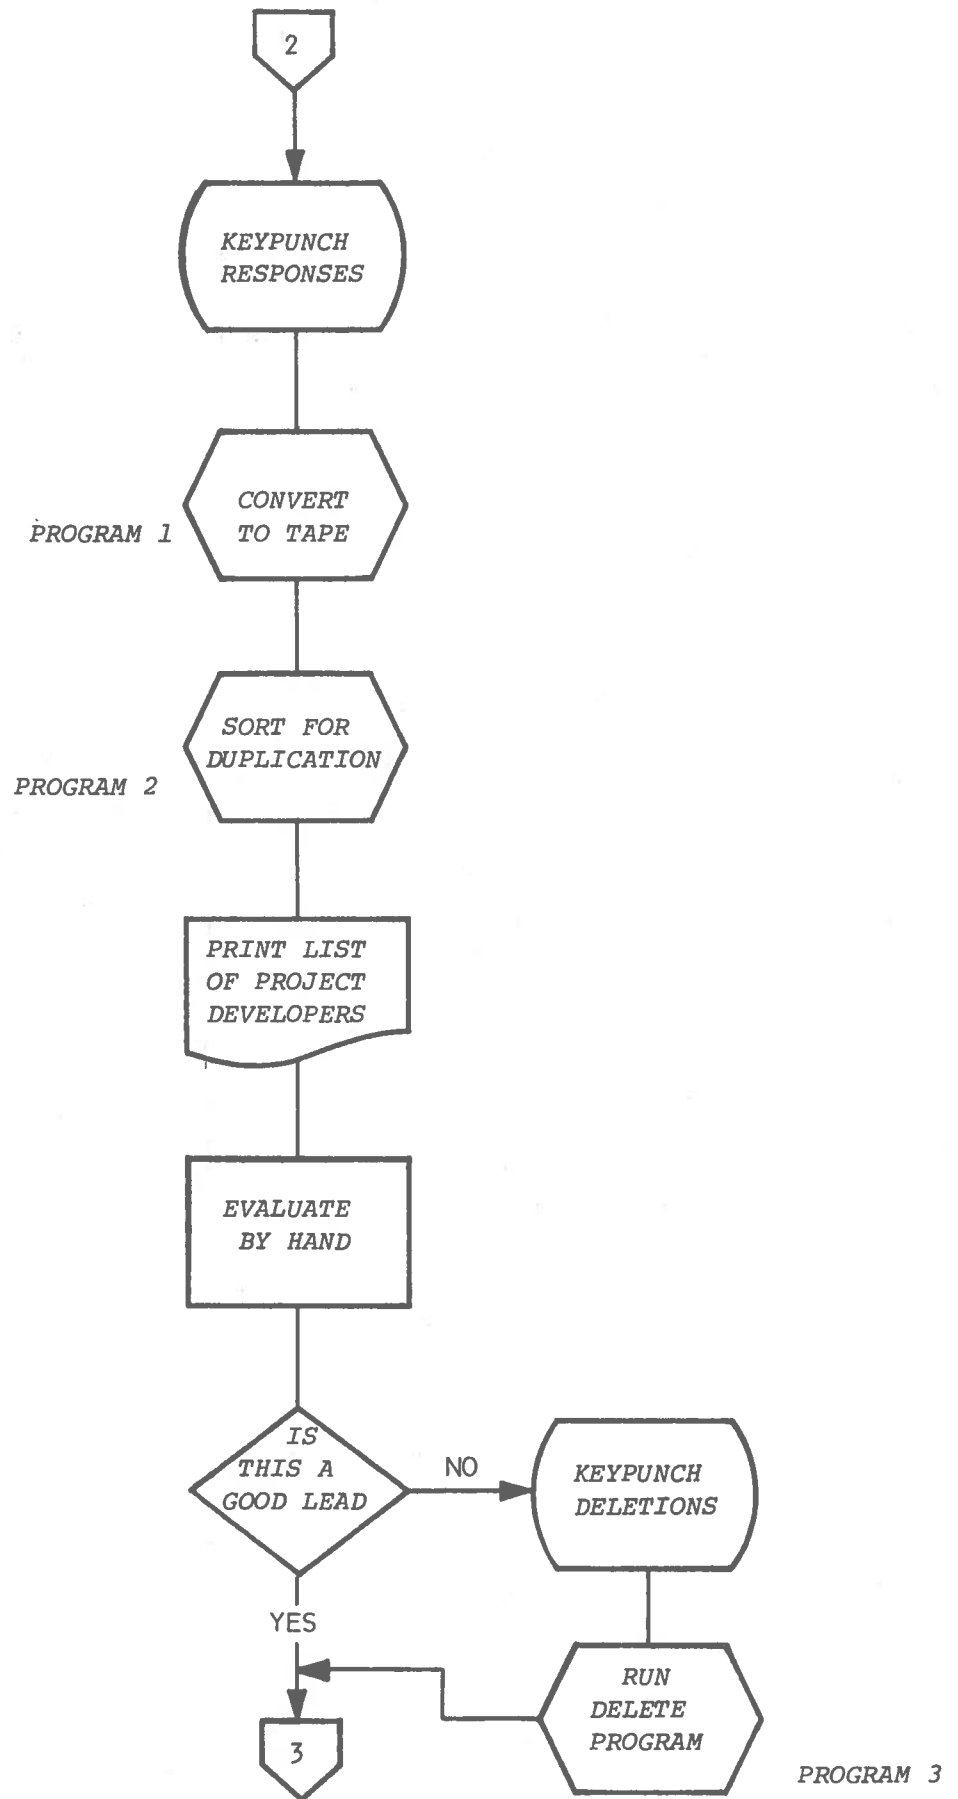 2
KEYPUNCH
RESPONSES
CONVERT
TO TAPE
PROGRAM 1
SORT FOR
DUPLICATION
PROGRAM 2
PRINT LIST
OF PROJECT
DEVELOPERS
EVALUATE
BY HAND
IS
THIS A
GOOD LEAD
NO
KEYPUNCH
DELETIONS
YES
RUN
DELETE
PROGRAM
3
PROGRAM 3